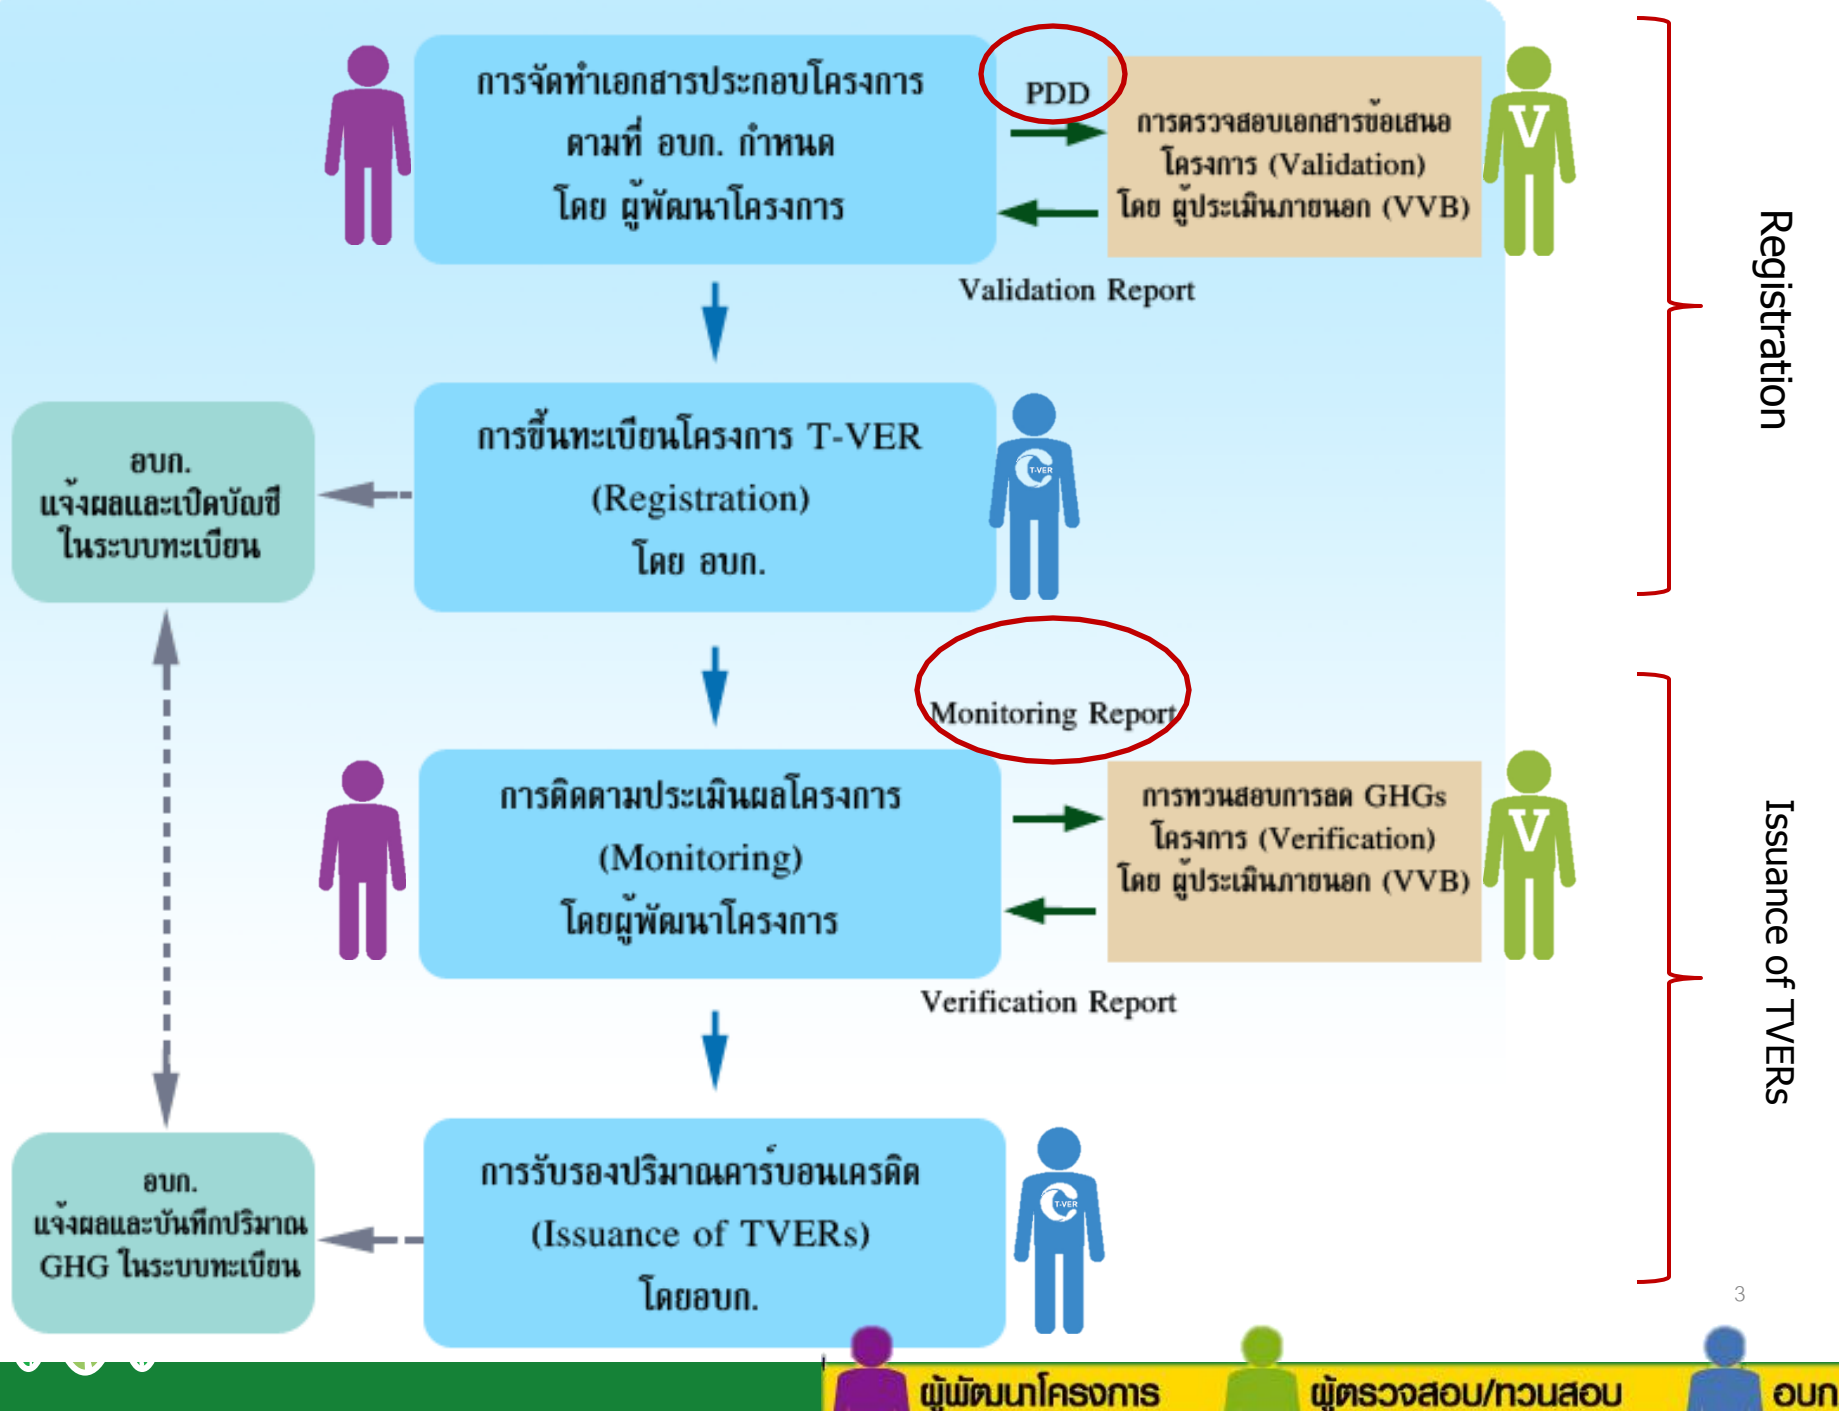 การจัดทำเอกสารประกอบโครงการ
ตามที่ อบก. กำหนด
โดย ผู้พัฒนาโครงการ
PDD
การตรวจสอบเอกสารข้อเสนอ
โครงการ (Validation)
โดย ผู้ประเมินภายนอก (VVB)
V
Validation Report
Registration
การขึ้นทะเบียนโครงการ T-VER
(Registration)
โดย อบก.
T-VER
อบก.
แจ้งผลและเปิดบัญชี
ในระบบทะเบียน
Monitoring Report
การติดตามประเมินผลโครงการ
(Monitoring)
โดยผู้พัฒนาโครงการ
การทวนสอบการลด GHGs
โครงการ (Verification)
โดย ผู้ประเมินภายนอก (VVB)
V
Verification Report
Issuance of TVERs
การรับรองปริมาณคาร์บอนเครดิต
(Issuance of TVERs)
โดยอบก.
T-VER
อบก.
แจ้งผลและบันทึกปริมาณ
GHG ในระบบทะเบียน
3
ผู้พัฒนาโครงการ
ผู้ตรวจสอบ/ทวนสอบ
อบก